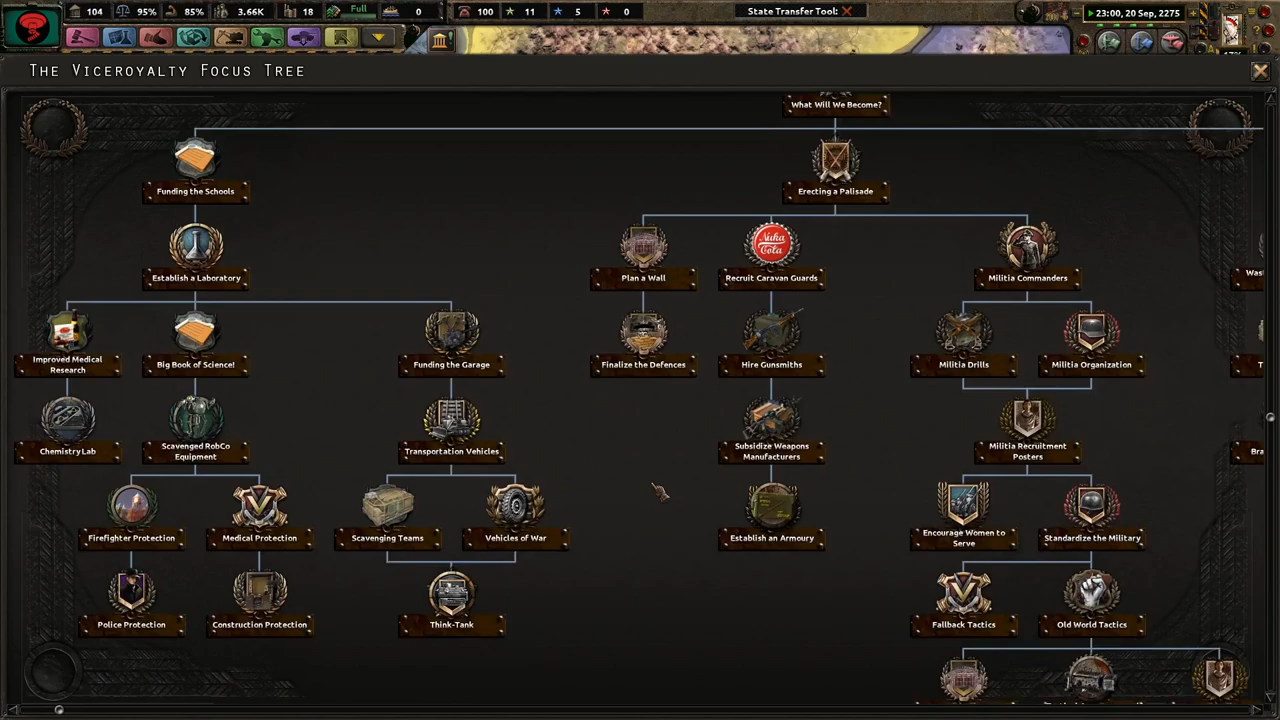 104 95% 85% 3.66K 18 Full 0 100 11 5 0 State Transfer Tool: 23:00, 20 Sep, 2275
The Viceroyalty Focus Tree
What Will We Become?
Funding the Schools
Erecting a Palisade
Nuka
Cola
Establish a Laboratory
Plan a Wall
Recruit Caravan Guards
Militia Commanders
Improved Medical
Research
Big Book of Science!
Funding the Garage
Finalize the Defences
Hire Gunsmiths
Militia Drills
Militia Organization
Chemistry Lab
Scavenged RobCo
Equipment
Transportation Vehicles
Subsidize Weapons
Manufacturers
Militia Recruitment
Posters
Bra
Firefighter Protection
Medical Protection
Scavenging Teams
Vehicles of War
Establish an Armoury
Encourage Women to
Serve
Standardize the Military
Police Protection
Construction Protection
Think-Tank
Fallback Tactics
Old World Tactics